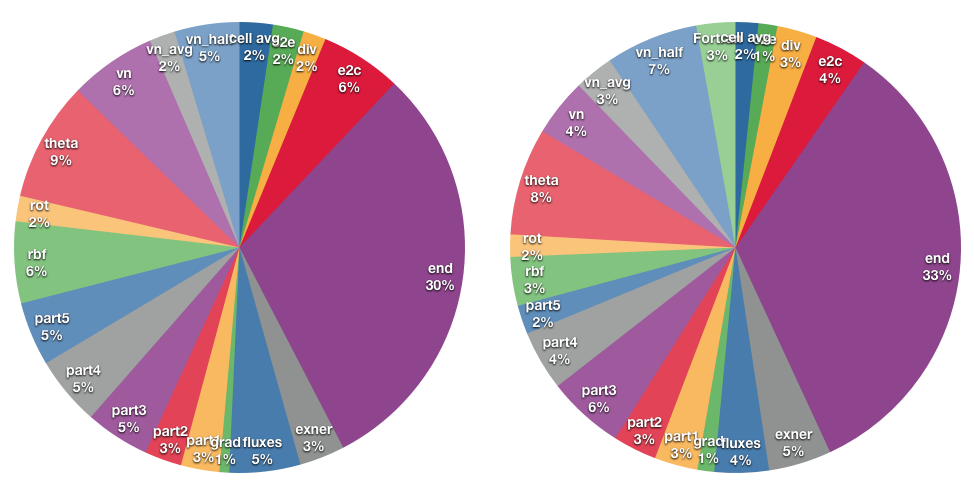 cell avg
2%
g2e
2%
div
2%
e2c
6%
end
30%
exner
3%
fluxes
5%
grad
1%
part1
3%
part2
3%
part3
5%
part4
5%
part5
5%
rbf
6%
rot
2%
theta
9%
vn
6%
vn_avg
2%
vn_half
5%
cell avg
2%
1%
div
3%
e2c
4%
end
33%
exner
5%
fluxes
4%
grad
1%
part1
3%
part2
3%
part3
6%
part4
4%
part5
2%
rbf
3%
rot
2%
theta
8%
vn
4%
vn_avg
3%
vn_half
7%
3%